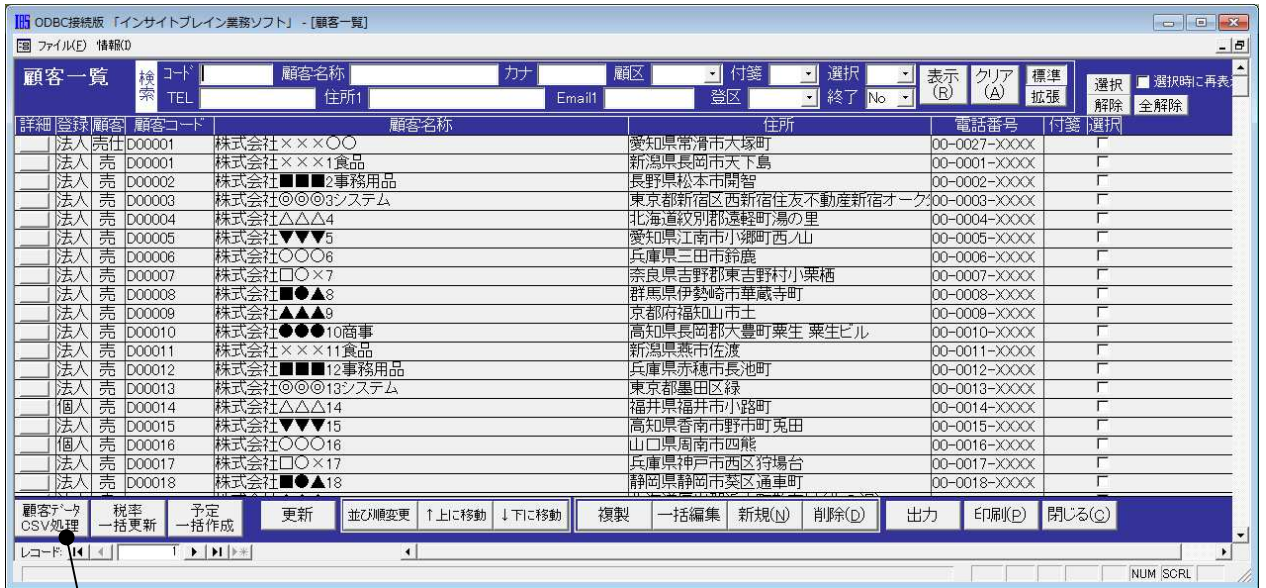 IBS ODBC接続版 「インサイトブレイン業務ソフト」 - [顧客一覧]
ファイル(F) 情報(I)
顧客一覧 検索 コード 顧客名称 カナ 顧区 付箋 選択 表示(R) クリア(A) 標準 拡張 選択 選択時に再表
TEL 住所1 Email1 登区 終了 No 解除 全解除
詳細 登録 顧客 顧客コード 顧客名称 住所 電話番号 付箋 選択
法人 売仕 D00001 株式会社×××〇〇 愛知県常滑市大塚町 00-0027-XXXX
法人 売 D00001 株式会社×××1食品 新潟県長岡市天下島 00-0001-XXXX
法人 売 D00002 株式会社■■■2事務用品 長野県松本市開智 00-0002-XXXX
法人 売 D00003 株式会社◎◎◎3システム 東京都新宿区西新宿住友不動産新宿オーク 00-0003-XXXX
法人 売 D00004 株式会社△△△4 北海道紋別郡遠軽町湯の里 00-0004-XXXX
法人 売 D00005 株式会社▼▼▼5 愛知県江南市小郷町西ノ山 00-0005-XXXX
法人 売 D00006 株式会社〇〇〇6 兵庫県三田市鈴鹿 00-0006-XXXX
法人 売 D00007 株式会社□〇×7 奈良県吉野郡東吉野村小栗栖 00-0007-XXXX
法人 売 D00008 株式会社■●▲8 群馬県伊勢崎市華蔵寺町 00-0008-XXXX
法人 売 D00009 株式会社▲▲▲9 京都府福知山市土 00-0009-XXXX
法人 売 D00010 株式会社●●●10商事 高知県長岡郡大豊町粟生 粟生ビル 00-0010-XXXX
法人 売 D00011 株式会社×××11食品 新潟県燕市佐渡 00-0011-XXXX
法人 売 D00012 株式会社■■■12事務用品 兵庫県赤穂市長池町 00-0012-XXXX
法人 売 D00013 株式会社◎◎◎13システム 東京都墨田区緑 00-0013-XXXX
個人 売 D00014 株式会社△△△14 福井県福井市小路町 00-0014-XXXX
法人 売 D00015 株式会社▼▼▼15 高知県香南市野市町兎田 00-0015-XXXX
個人 売 D00016 株式会社〇〇〇16 山口県周南市四熊 00-0016-XXXX
法人 売 D00017 株式会社□〇×17 兵庫県神戸市西区狩場台 00-0017-XXXX
法人 売 D00018 株式会社■●▲18 静岡県静岡市葵区通車町 00-0018-XXXX
顧客データ CSV処理 税率 一括更新 予定 一括作成 更新 並び順変更 ↑上に移動 ↓下に移動 複製 一括編集 新規(N) 削除(D) 出力 印刷(P) 閉じる(C)
レコード: 1
NUM SCRL